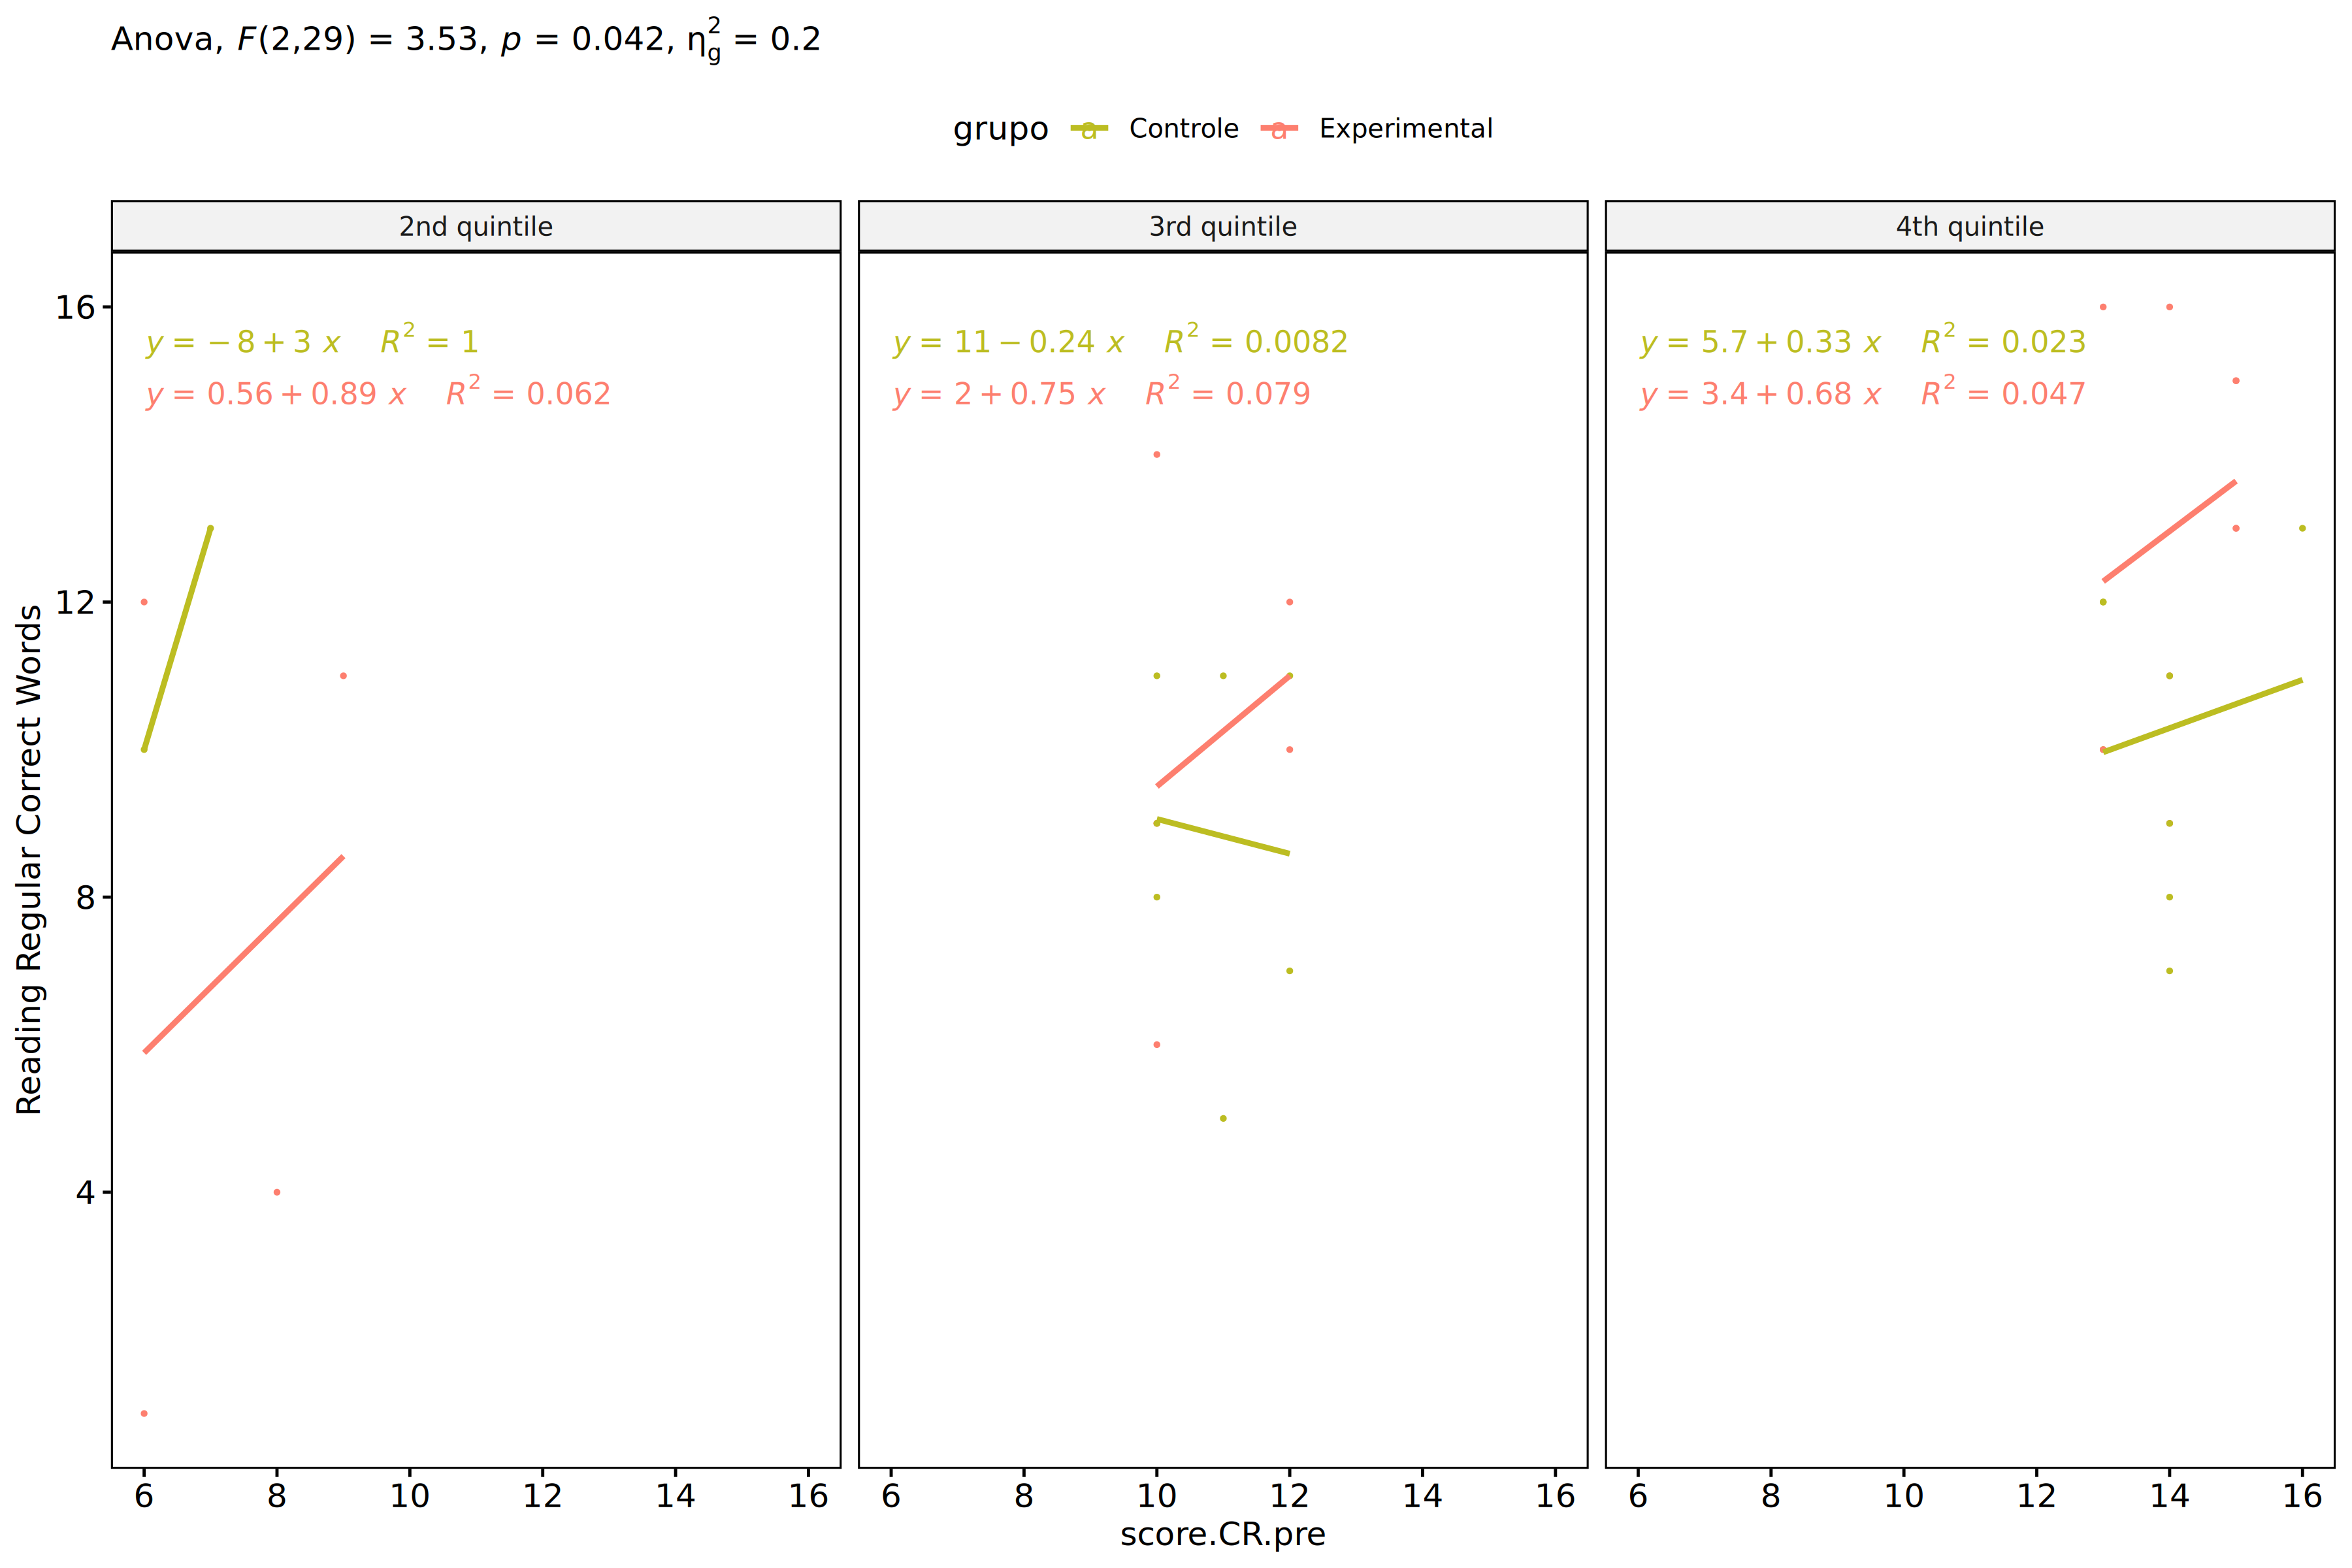 Anova, F(2,29) = 3.53, p = 0.042, η²g = 0.2
grupo a Controle a Experimental
2nd quintile 3rd quintile 4th quintile
y = −8 + 3 x R² = 1
y = 0.56 + 0.89 x R² = 0.062
y = 11 − 0.24 x R² = 0.0082
y = 2 + 0.75 x R² = 0.079
y = 5.7 + 0.33 x R² = 0.023
y = 3.4 + 0.68 x R² = 0.047
16
12
8
4
Reading Regular Correct Words
6 8 10 12 14 16 6 8 10 12 14 16 6 8 10 12 14 16
score.CR.pre